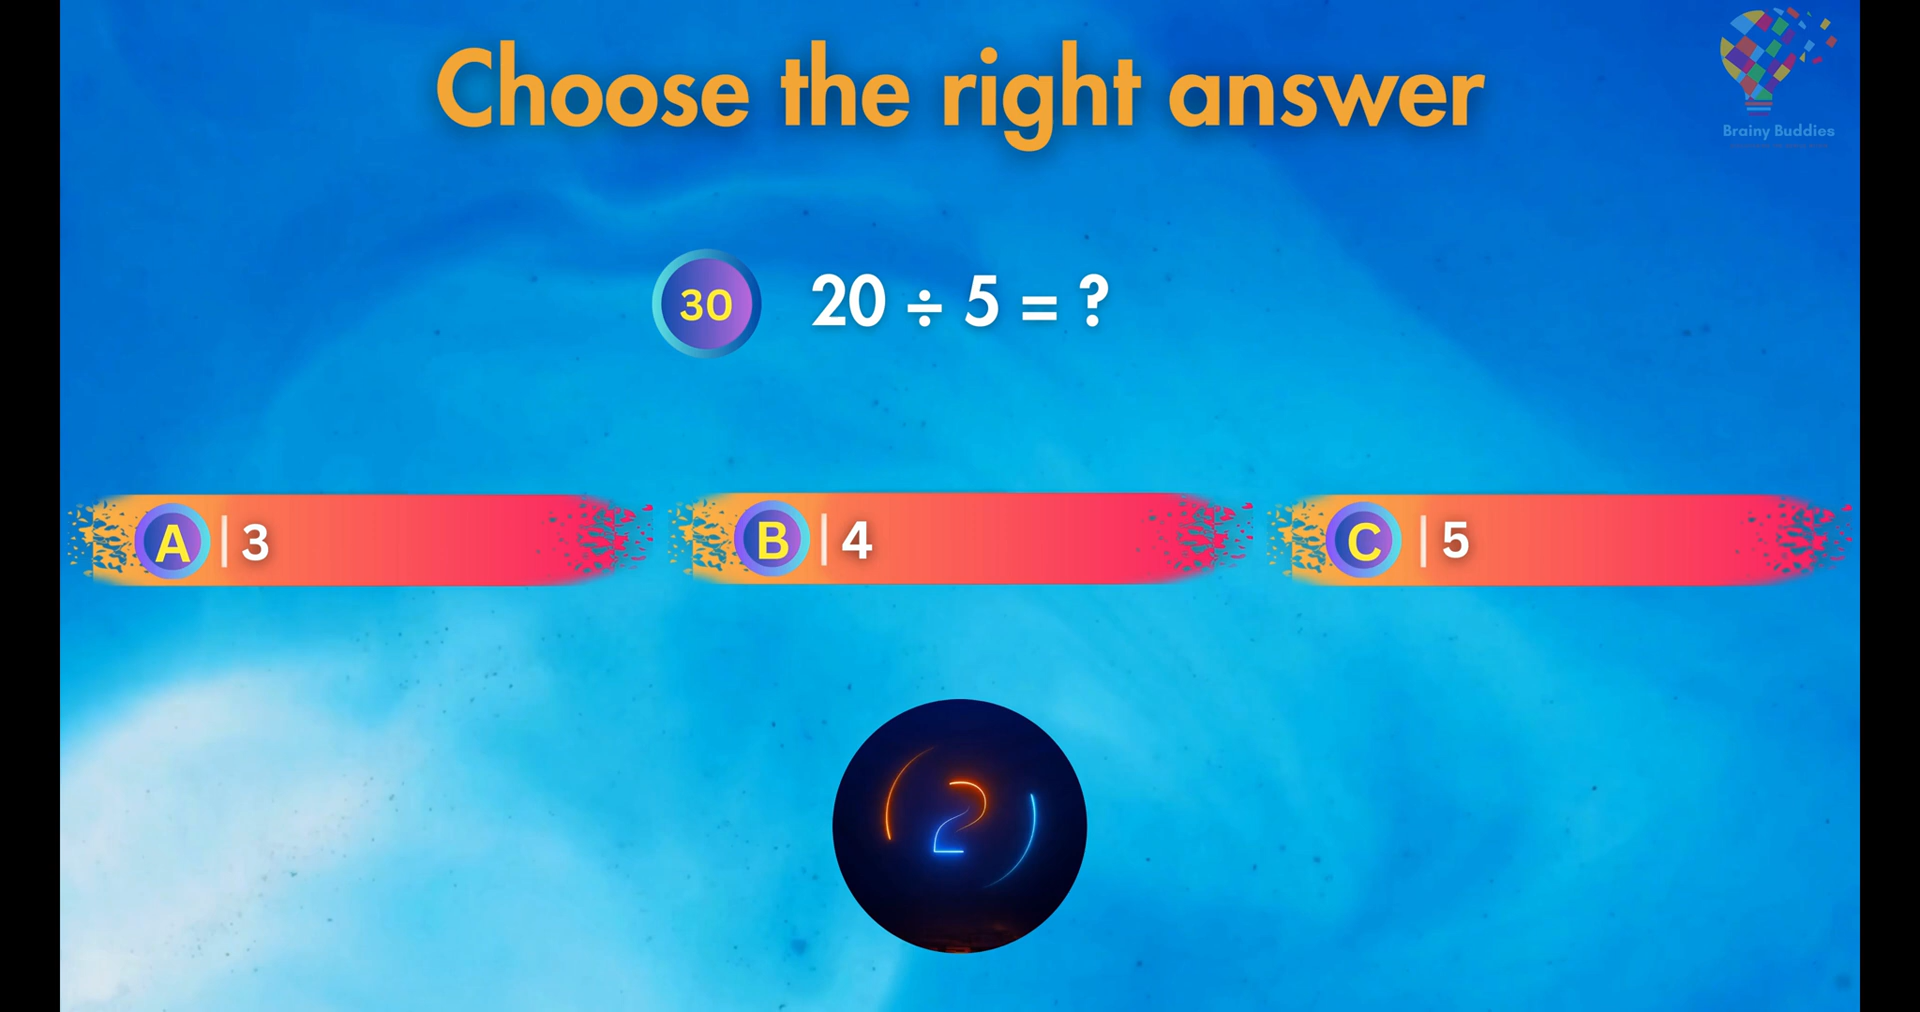 Choose the right answer
Brainy Buddies
30 20 ÷ 5 = ?
A | 3
B | 4
C | 5
2